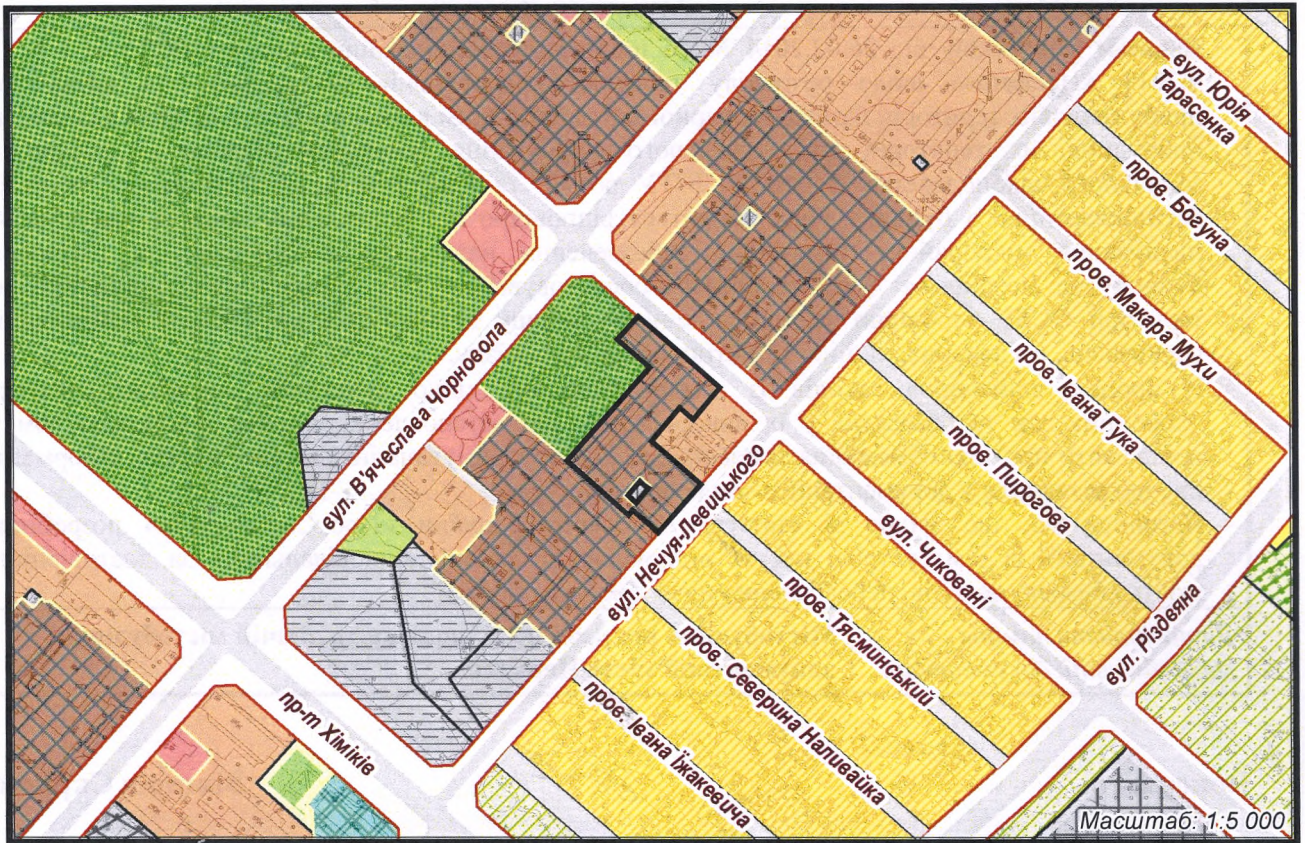 вул. Юрія
Тарасенка
пров. Богуна
пров. Макара Мухи
пров. Івана Гука
пров. Пирогова
вул. В'ячеслава Чорновола
вул. Нечуя-Левицького
вул. Чиковані
пров. Тясминський
вул. Різдвяна
пров. Северина Наливайка
пров. Івана Їжакевича
пр-т Хіміків
Масштаб: 1:5 000